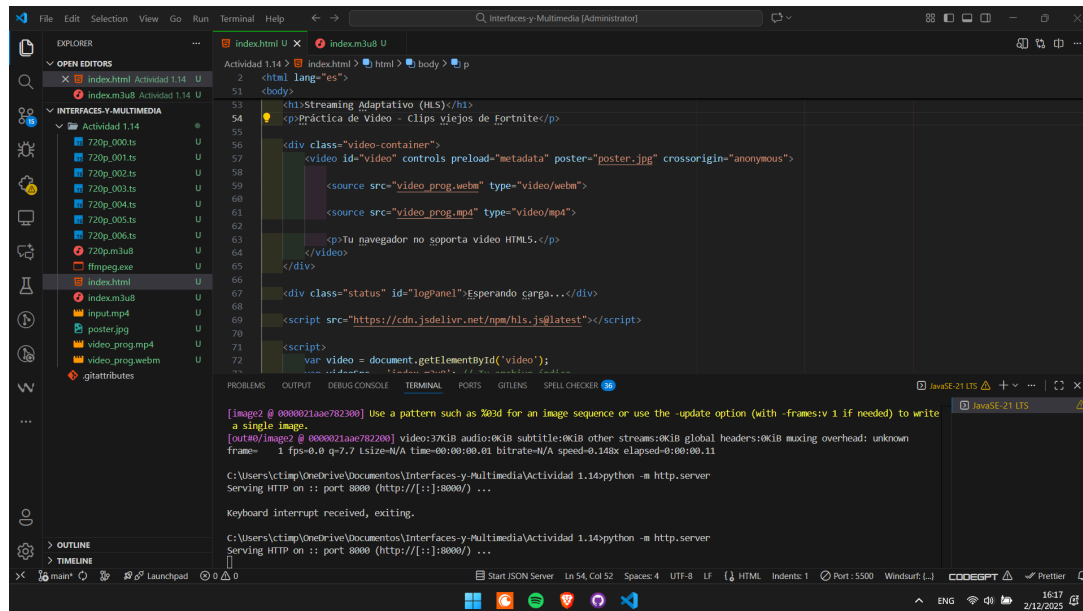 File Edit Selection View Go Run Terminal Help
Interfaces-y-Multimedia [Administrator]
EXPLORER
OPEN EDITORS
index.html Actividad 1.14 U
index.m3u8 Actividad 1.14 U
INTERFACES-Y-MULTIMEDIA
Actividad 1.14
720p_000.ts U
720p_001.ts U
720p_002.ts U
720p_003.ts U
720p_004.ts U
720p_005.ts U
720p_006.ts U
720p.m3u8 U
ffmpeg.exe U
index.html U
index.m3u8 U
input.mp4 U
poster.jpg U
video_prog.mp4 U
video_prog.webm U
.gitattributes
OUTLINE
TIMELINE
15
index.html U
index.m3u8 U
Actividad 1.14 > index.html > html > body > p
2 <html lang="es">
51 <body>
53 <h1>Streaming Adaptativo (HLS)</h1>
54 <p>Práctica de Video - Clips viejos de Fortnite</p>
55
56 <div class="video-container">
57 <video id="video" controls preload="metadata" poster="poster.jpg" crossorigin="anonymous">
58
59 <source src="video_prog.webm" type="video/webm">
60
61 <source src="video_prog.mp4" type="video/mp4">
62
63 <p>Tu navegador no soporta video HTML5.</p>
64 </video>
65 </div>
66
67 <div class="status" id="logPanel">Esperando carga...</div>
68
69 <script src="https://cdn.jsdelivr.net/npm/hls.js@latest"></script>
70
71 <script>
72 var video = document.getElementById('video');
PROBLEMS OUTPUT DEBUG CONSOLE TERMINAL PORTS GITLENS SPELL CHECKER 36
JavaSE-21 LTS
JavaSE-21 LTS
[image2 @ 0000021aae782300] Use a pattern such as %03d for an image sequence or use the -update option (with -frames:v 1 if needed) to write
a single image.
[out#0/image2 @ 0000021aae782200] video:37KiB audio:0KiB subtitle:0KiB other streams:0KiB global headers:0KiB muxing overhead: unknown
frame= 1 fps=0.0 q=7.7 Lsize=N/A time=00:00:00.01 bitrate=N/A speed=0.148x elapsed=0:00:00.11
C:\Users\ctimp\OneDrive\Documentos\Interfaces-y-Multimedia\Actividad 1.14>python -m http.server
Serving HTTP on :: port 8000 (http://[::]:8000/) ...
Keyboard interrupt received, exiting.
C:\Users\ctimp\OneDrive\Documentos\Interfaces-y-Multimedia\Actividad 1.14>python -m http.server
Serving HTTP on :: port 8000 (http://[::]:8000/) ...
main* Launchpad 0 0 Start JSON Server Ln 54, Col 52 Spaces: 4 UTF-8 LF HTML Indents: 1 Port : 5500 Windsurf: {...} CODEGPT Prettier
ENG
16:17
2/12/2025